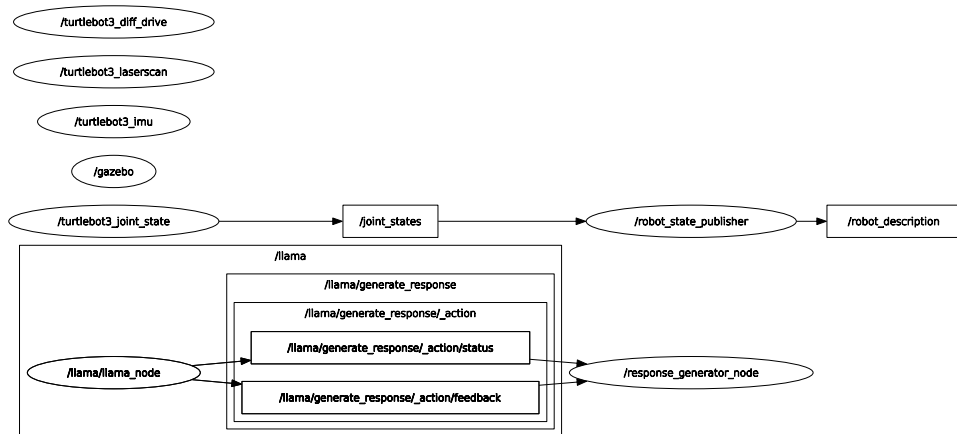 /turtlebot3_diff_drive
/turtlebot3_laserscan
/turtlebot3_imu
/gazebo
/turtlebot3_joint_state
/joint_states
/robot_state_publisher
/robot_description
/llama
/llama/generate_response
/llama/generate_response/_action
/llama/generate_response/_action/status
/llama/llama_node
/response_generator_node
/llama/generate_response/_action/feedback